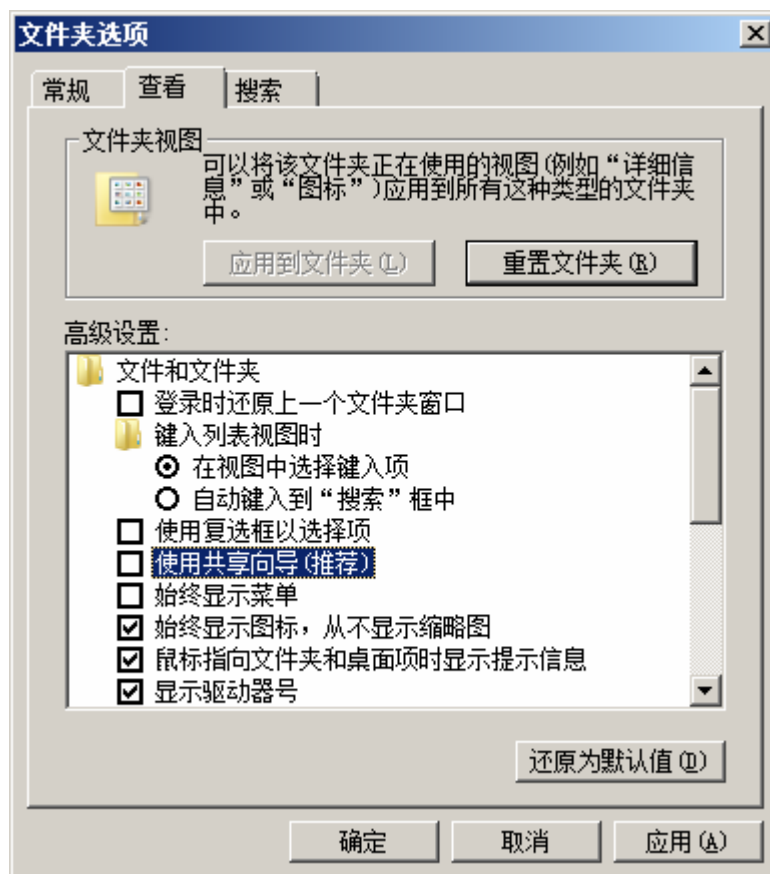 文件夹选项
常规 查看 搜索
文件夹视图
可以将该文件夹正在使用的视图(例如“详细信
息”或“图标”)应用到所有这种类型的文件夹
中。
应用到文件夹(L) 重置文件夹(R)
高级设置:
文件和文件夹
登录时还原上一个文件夹窗口
键入列表视图时
在视图中选择键入项
自动键入到“搜索”框中
使用复选框以选择项
使用共享向导(推荐)
始终显示菜单
始终显示图标，从不显示缩略图
鼠标指向文件夹和桌面项时显示提示信息
显示驱动器号
还原为默认值(D)
确定 取消 应用(A)